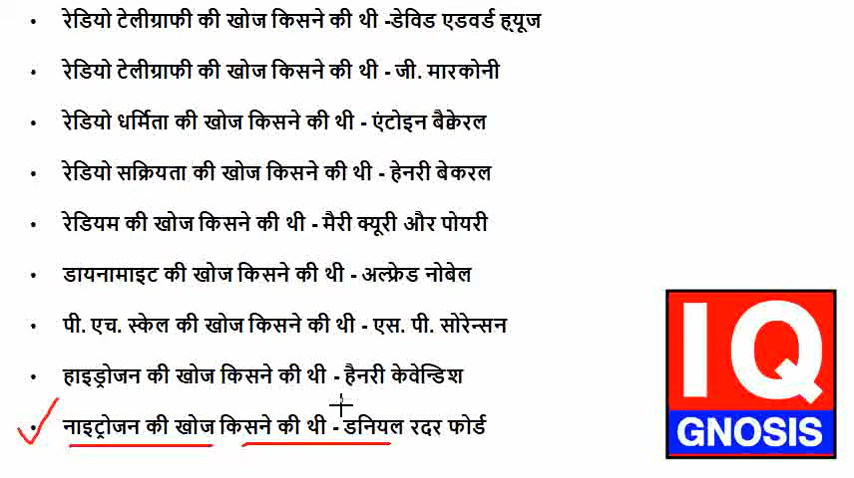 • रेडियो टेलीग्राफी की खोज किसने की थी -डेविड एडवर्ड ह्यूज
• रेडियो टेलीग्राफी की खोज किसने की थी - जी. मारकोनी
• रेडियो धर्मिता की खोज किसने की थी - एंटोइन बैक्वेरल
• रेडियो सक्रियता की खोज किसने की थी - हेनरी बेकरल
• रेडियम की खोज किसने की थी - मैरी क्यूरी और पोयरी
• डायनामाइट की खोज किसने की थी - अल्फ्रेड नोबेल
• पी. एच. स्केल की खोज किसने की थी - एस. पी. सोरेन्सन
• हाइड्रोजन की खोज किसने की थी - हैनरी केवेन्डिश
• नाइट्रोजन की खोज किसने की थी - डनियल रदर फोर्ड
IQ
GNOSIS